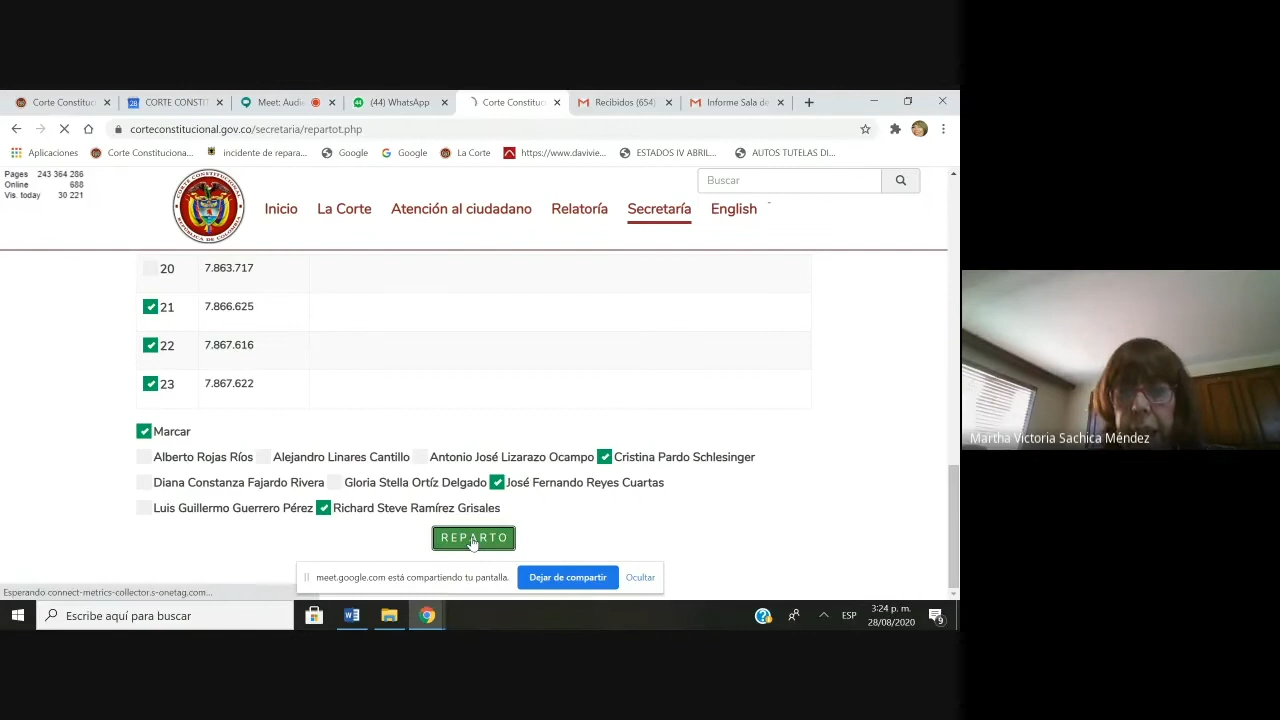 Corte Constituc
CORTE CONSTIT
Meet: Audi
(44) WhatsApp
Corte Constituc
Recibidos (654)
Informe Sala de
corteconstitucional.gov.co/secretaria/repartot.php
Aplicaciones
Corte Constituciona...
incidente de repara...
Google
Google
La Corte
https://www.davivie...
ESTADOS IV ABRIL...
AUTOS TUTELAS DI...
Pages 243 364 286
Online 688
Vis. today 30 221
Buscar
Inicio La Corte Atención al ciudadano Relatoría Secretaría English
20 7.863.717
21 7.866.625
22 7.867.616
23 7.867.622
Marcar
Alberto Rojas Ríos Alejandro Linares Cantillo Antonio José Lizarazo Ocampo Cristina Pardo Schlesinger
Diana Constanza Fajardo Rivera Gloria Stella Ortíz Delgado José Fernando Reyes Cuartas
Luis Guillermo Guerrero Pérez Richard Steve Ramírez Grisales
REPARTO
meet.google.com está compartiendo tu pantalla. Dejar de compartir Ocultar
Esperando connect-metrics-collector.s-onetag.com...
Escribe aquí para buscar
ESP
3:24 p. m.
28/08/2020
Martha Victoria Sachica Méndez